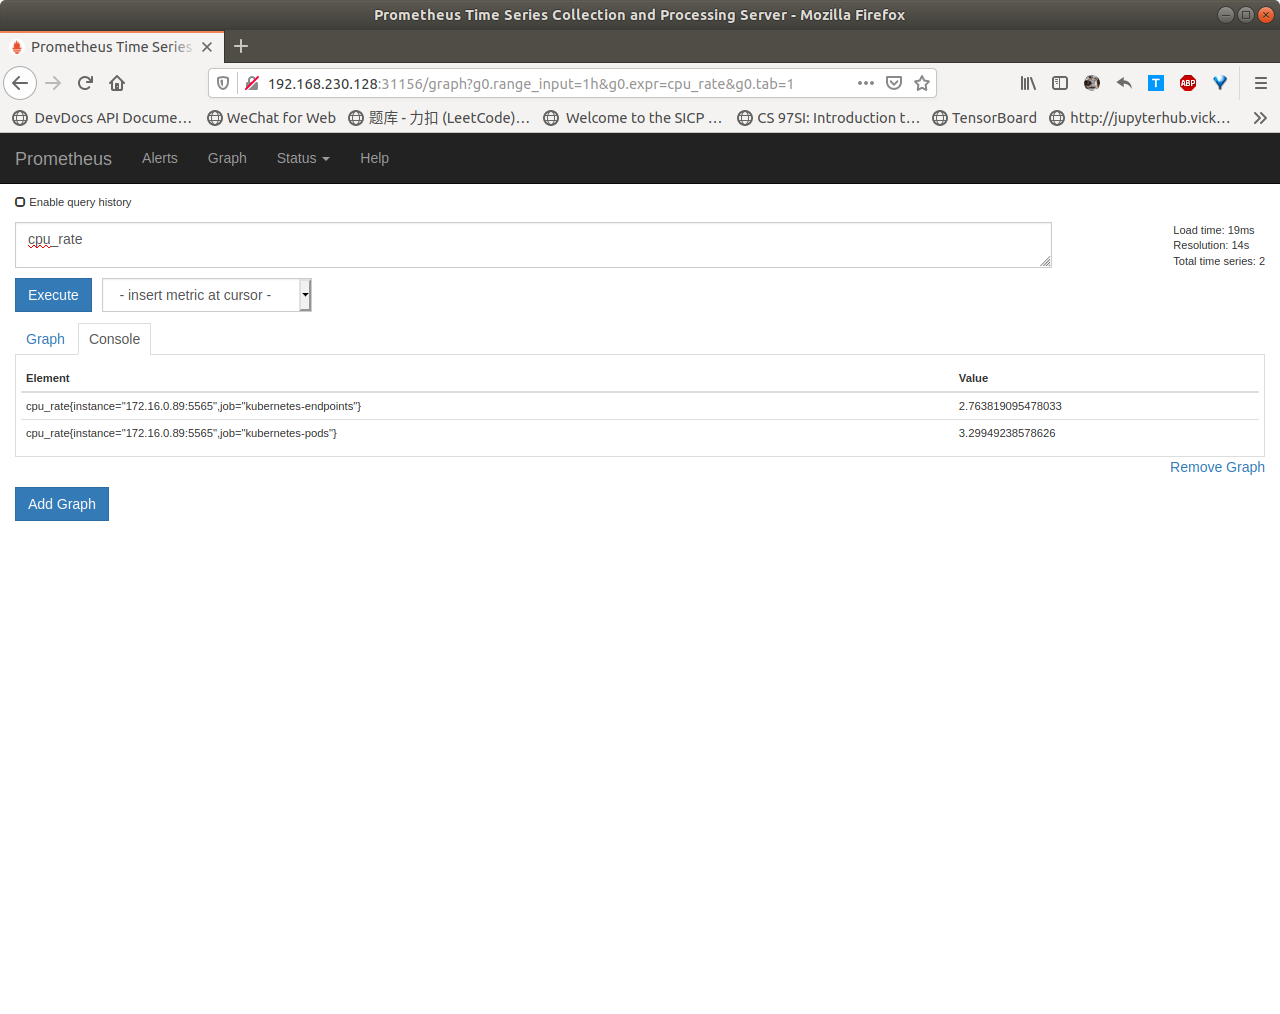 Prometheus Time Series Collection and Processing Server - Mozilla Firefox
Prometheus Time Series
192.168.230.128:31156/graph?g0.range_input=1h&g0.expr=cpu_rate&g0.tab=1
T
ABP
DevDocs API Docume… WeChat for Web 题库 - 力扣 (LeetCode)… Welcome to the SICP … CS 97SI: Introduction t… TensorBoard http://jupyterhub.vick…
Prometheus Alerts Graph Status Help
Enable query history
cpu_rate
Load time: 19ms
Resolution: 14s
Total time series: 2
Execute - insert metric at cursor -
Graph Console
Element Value
cpu_rate{instance="172.16.0.89:5565",job="kubernetes-endpoints"} 2.763819095478033
cpu_rate{instance="172.16.0.89:5565",job="kubernetes-pods"} 3.29949238578626
Remove Graph
Add Graph